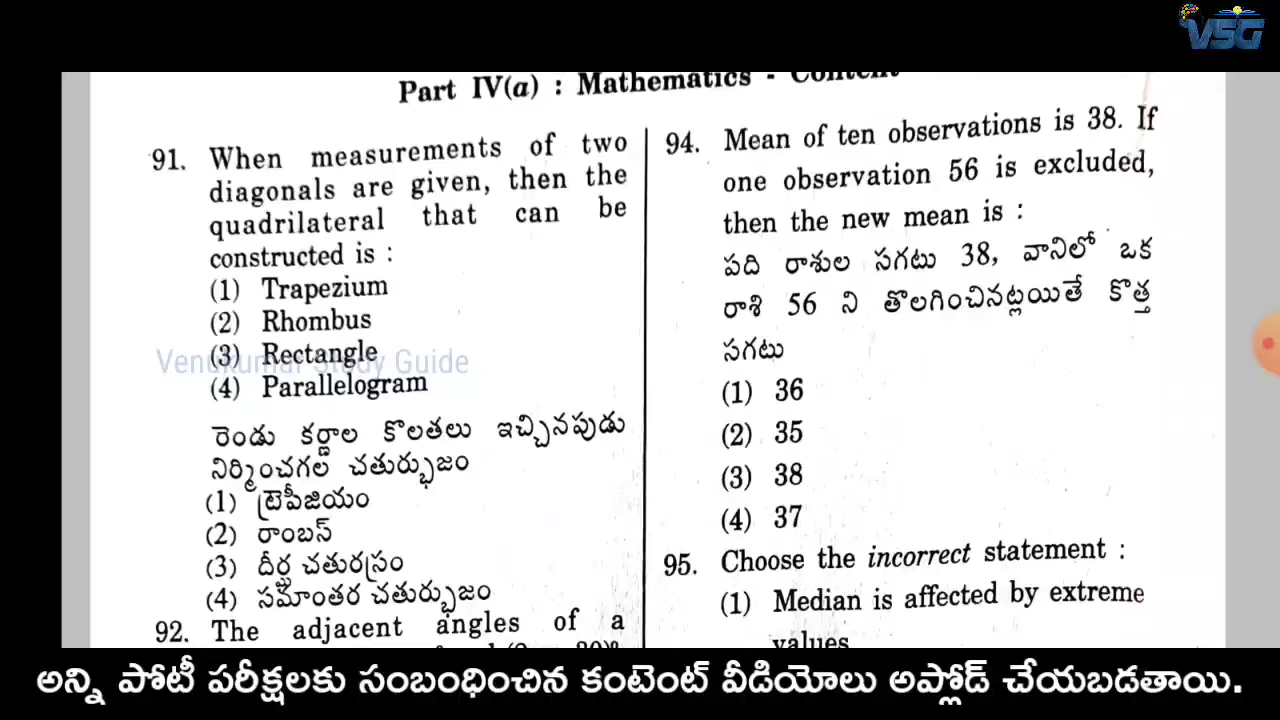 VSG
Part IV(a) : Mathematics - Content
91. When measurements of two
diagonals are given, then the
quadrilateral that can be
constructed is :
(1) Trapezium
(2) Rhombus
(3) Rectangle
Venukumar Study Guide
(4) Parallelogram
రెండు కర్ణాల కొలతలు ఇచ్చినపుడు
నిర్మించగల చతుర్భుజం
(1) ట్రెపీజియం
(2) రాంబస్
(3) దీర్ఘ చతురస్రం
(4) సమాంతర చతుర్భుజం
92. The adjacent angles of a
94. Mean of ten observations is 38. If
one observation 56 is excluded,
then the new mean is :
పది రాశుల సగటు 38, వానిలో ఒక
రాశి 56 ని తొలగించినట్లయితే కొత్త
సగటు
(1) 36
(2) 35
(3) 38
(4) 37
95. Choose the incorrect statement :
(1) Median is affected by extreme
values
అన్ని పోటీ పరీక్షలకు సంబంధించిన కంటెంట్ వీడియోలు అప్లోడ్ చేయబడతాయి.